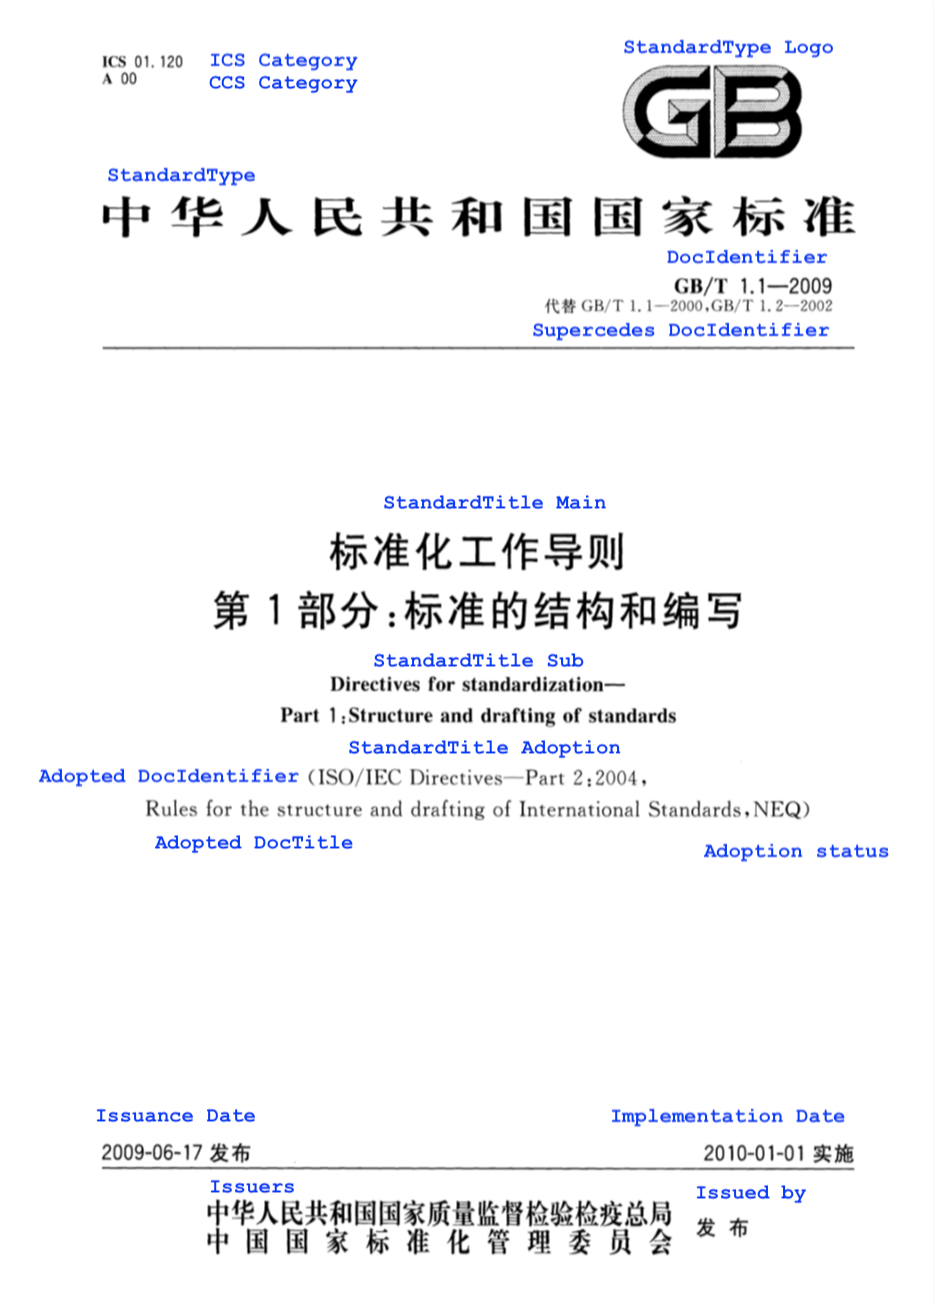 StandardType Logo
ICS 01.120 ICS Category
A 00 CCS Category
GB
StandardType
中华人民共和国国家标准
DocIdentifier
GB/T 1.1—2009
代替 GB/T 1.1—2000,GB/T 1.2—2002
Supercedes DocIdentifier
StandardTitle Main
标准化工作导则
第 1 部分:标准的结构和编写
StandardTitle Sub
Directives for standardization—
Part 1:Structure and drafting of standards
StandardTitle Adoption
Adopted DocIdentifier (ISO/IEC Directives—Part 2:2004,
Rules for the structure and drafting of International Standards,NEQ)
Adopted DocTitle
Adoption status
Issuance Date Implementation Date
2009-06-17 发布 2010-01-01 实施
Issuers Issued by
中华人民共和国国家质量监督检验检疫总局
中国国家标准化管理委员会 发布